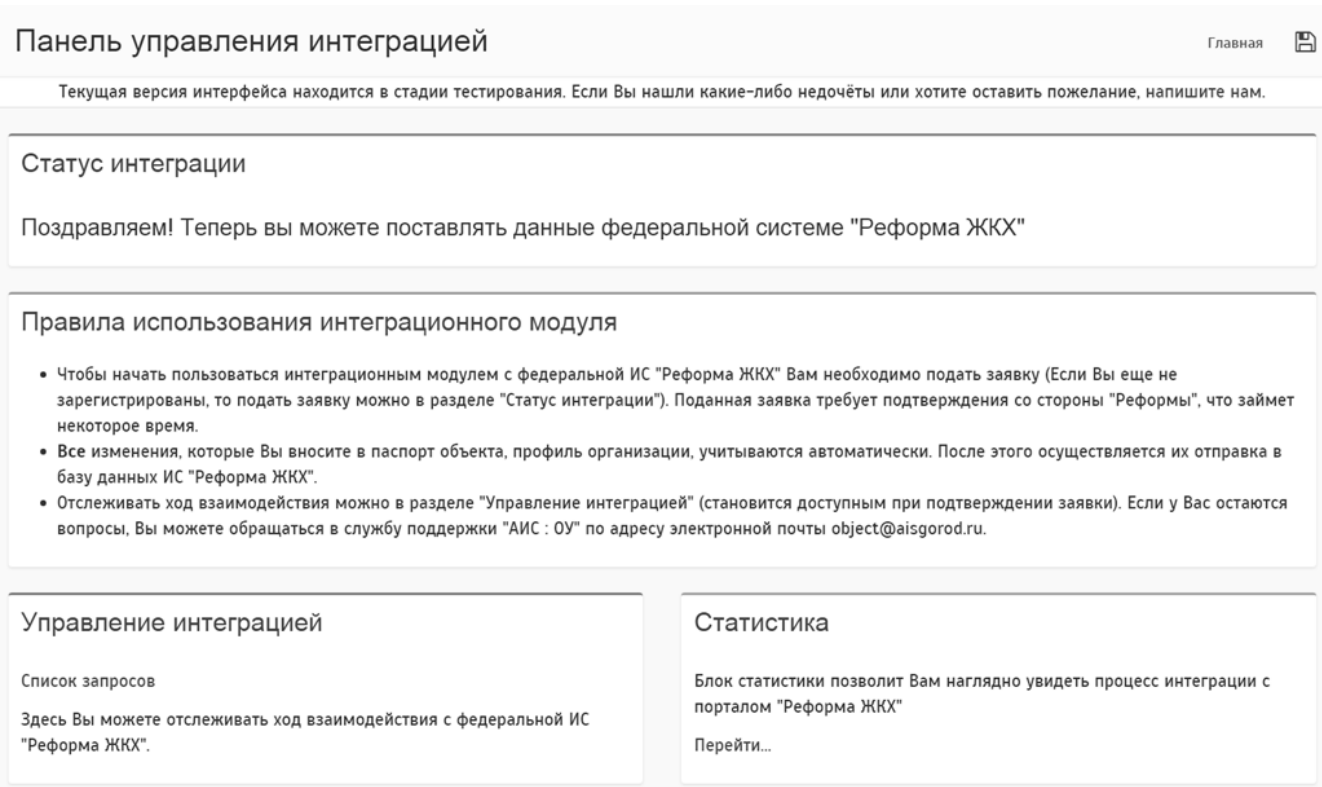 Панель управления интеграцией
Главная
Текущая версия интерфейса находится в стадии тестирования. Если Вы нашли какие-либо недочёты или хотите оставить пожелание, напишите нам.
Статус интеграции
Поздравляем! Теперь вы можете поставлять данные федеральной системе "Реформа ЖКХ"
Правила использования интеграционного модуля
• Чтобы начать пользоваться интеграционным модулем с федеральной ИС "Реформа ЖКХ" Вам необходимо подать заявку (Если Вы еще не
зарегистрированы, то подать заявку можно в разделе "Статус интеграции"). Поданная заявка требует подтверждения со стороны "Реформы", что займет
некоторое время.
• Все изменения, которые Вы вносите в паспорт объекта, профиль организации, учитываются автоматически. После этого осуществляется их отправка в
базу данных ИС "Реформа ЖКХ".
• Отслеживать ход взаимодействия можно в разделе "Управление интеграцией" (становится доступным при подтверждении заявки). Если у Вас остаются
вопросы, Вы можете обращаться в службу поддержки "АИС : ОУ" по адресу электронной почты object@aisgorod.ru.
Управление интеграцией
Список запросов
Здесь Вы можете отслеживать ход взаимодействия с федеральной ИС
"Реформа ЖКХ".
Статистика
Блок статистики позволит Вам наглядно увидеть процесс интеграции с
порталом "Реформа ЖКХ"
Перейти...